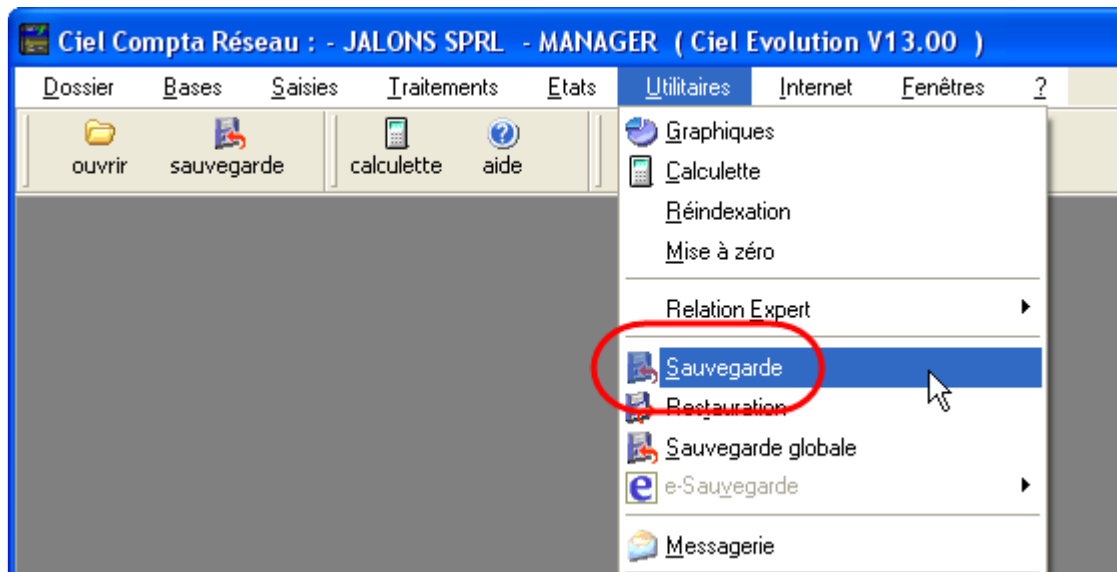 Ciel Compta Réseau : - JALONS SPRL - MANAGER ( Ciel Evolution V13.00 )
Dossier Bases Saisies Traitements Etats Utilitaires Internet Fenêtres ?
ouvrir sauvegarde calculette aide
Graphiques
Calculette
Réindexation
Mise à zéro
Relation Expert
Sauvegarde
Restauration
Sauvegarde globale
e-Sauvegarde
Messagerie